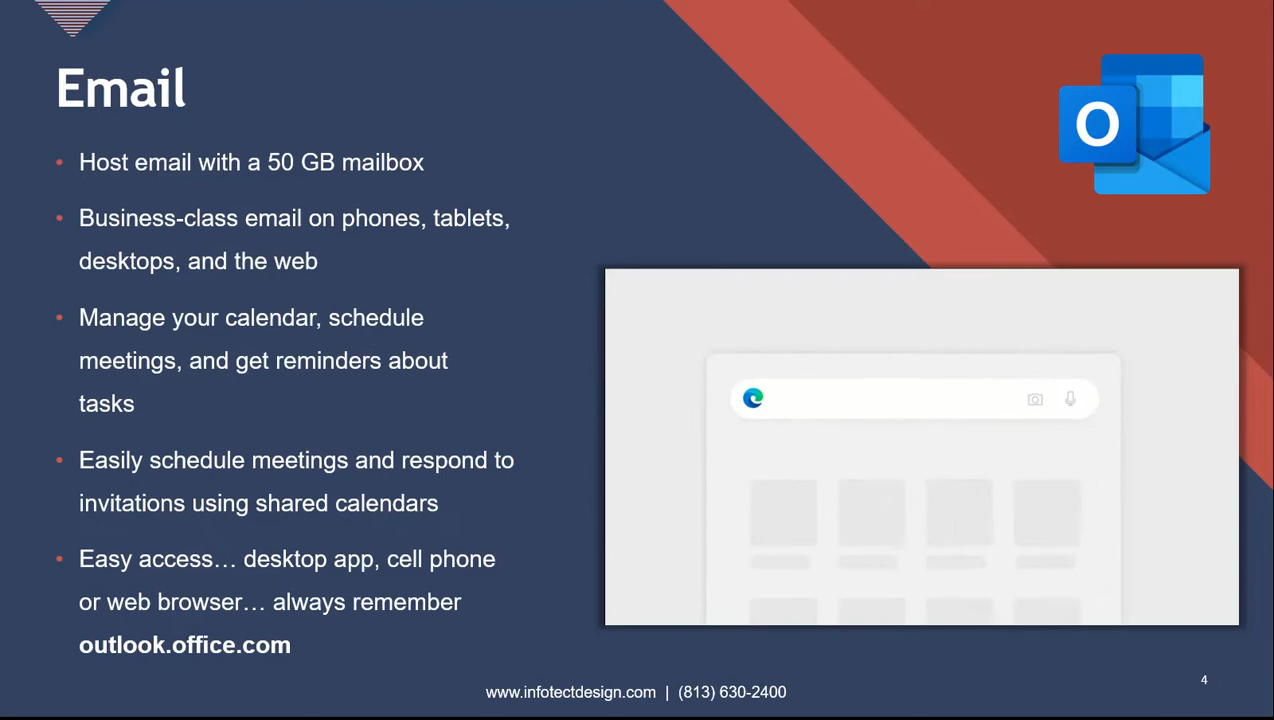 Email
• Host email with a 50 GB mailbox
• Business-class email on phones, tablets,
desktops, and the web
• Manage your calendar, schedule
meetings, and get reminders about
tasks
• Easily schedule meetings and respond to
invitations using shared calendars
• Easy access… desktop app, cell phone
or web browser… always remember
outlook.office.com
O
www.infotectdesign.com | (813) 630-2400
4